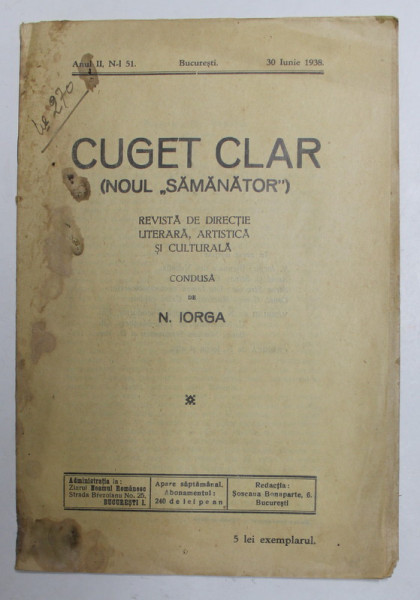 Anul II, N-l 51. București. 30 Iunie 1938.
CUGET CLAR
(NOUL „SĂMĂNĂTOR”)
REVISTĂ DE DIRECȚIE
LITERARĂ, ARTISTICĂ
ȘI CULTURALĂ
CONDUSĂ
DE
N. IORGA
Administrația la:
Ziarul Neamul Românesc
Strada Brezoianu No. 25,
BUCUREȘTI I.
Apare săptămânal.
Abonamentul:
240 de lei pe an
Redacția:
Șoseaua Bonaparte, 6.
București
5 lei exemplarul.